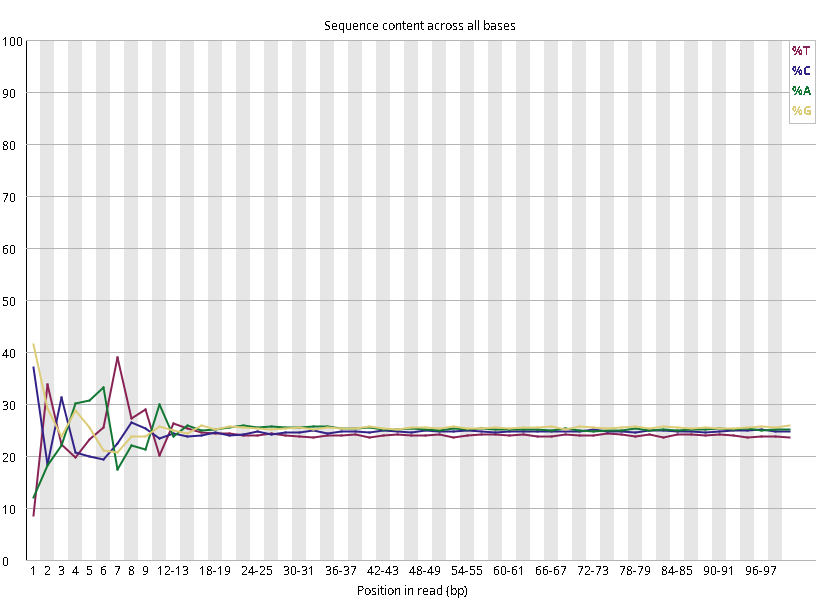 Sequence content across all bases
100
90
80
70
60
50
40
30
20
10
0
%T
%C
%A
%G
1 2 3 4 5 6 7 8 9 12-13 18-19 24-25 30-31 36-37 42-43 48-49 54-55 60-61 66-67 72-73 78-79 84-85 90-91 96-97
Position in read (bp)